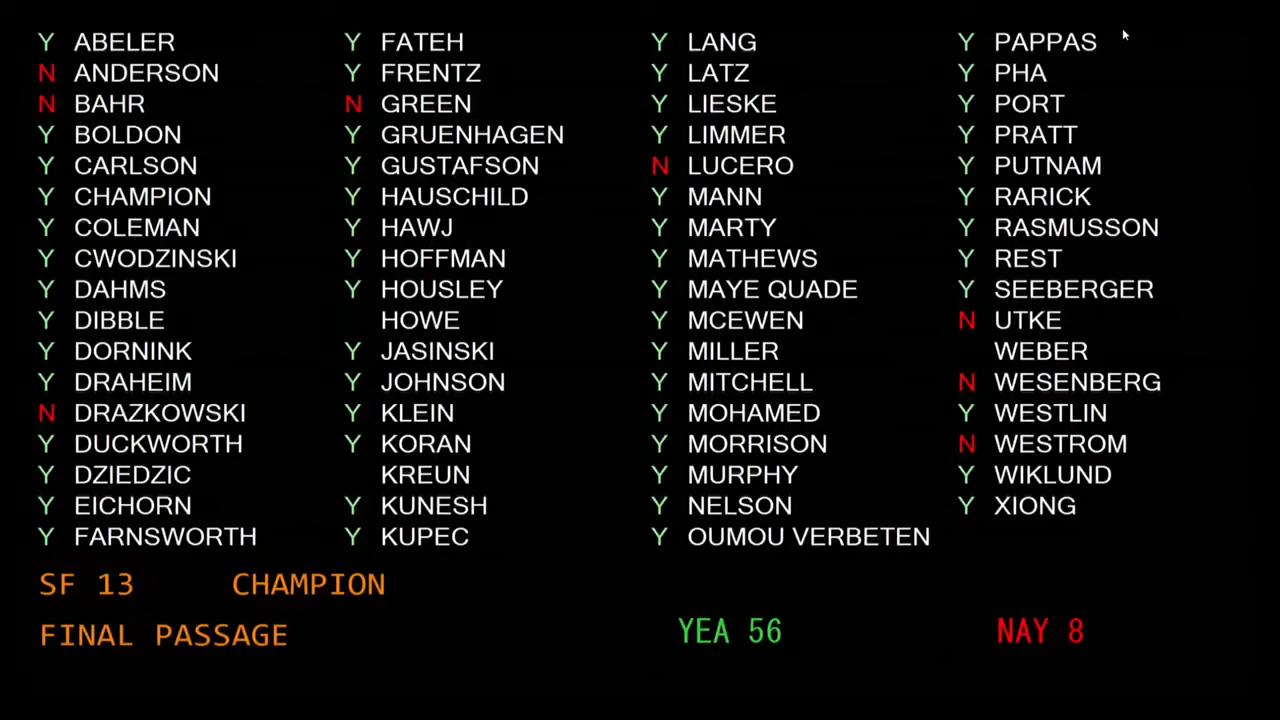 Y ABELER Y FATEH Y LANG Y PAPPAS
N ANDERSON Y FRENTZ Y LATZ Y PHA
N BAHR N GREEN Y LIESKE Y PORT
Y BOLDON Y GRUENHAGEN Y LIMMER Y PRATT
Y CARLSON Y GUSTAFSON N LUCERO Y PUTNAM
Y CHAMPION Y HAUSCHILD Y MANN Y RARICK
Y COLEMAN Y HAWJ Y MARTY Y RASMUSSON
Y CWODZINSKI Y HOFFMAN Y MATHEWS Y REST
Y DAHMS Y HOUSLEY Y MAYE QUADE Y SEEBERGER
Y DIBBLE HOWE Y MCEWEN N UTKE
Y DORNINK Y JASINSKI Y MILLER WEBER
Y DRAHEIM Y JOHNSON Y MITCHELL N WESENBERG
N DRAZKOWSKI Y KLEIN Y MOHAMED Y WESTLIN
Y DUCKWORTH Y KORAN Y MORRISON N WESTROM
Y DZIEDZIC KREUN Y MURPHY Y WIKLUND
Y EICHORN Y KUNESH Y NELSON Y XIONG
Y FARNSWORTH Y KUPEC Y OUMOU VERBETEN
SF 13 CHAMPION
FINAL PASSAGE YEA 56 NAY 8